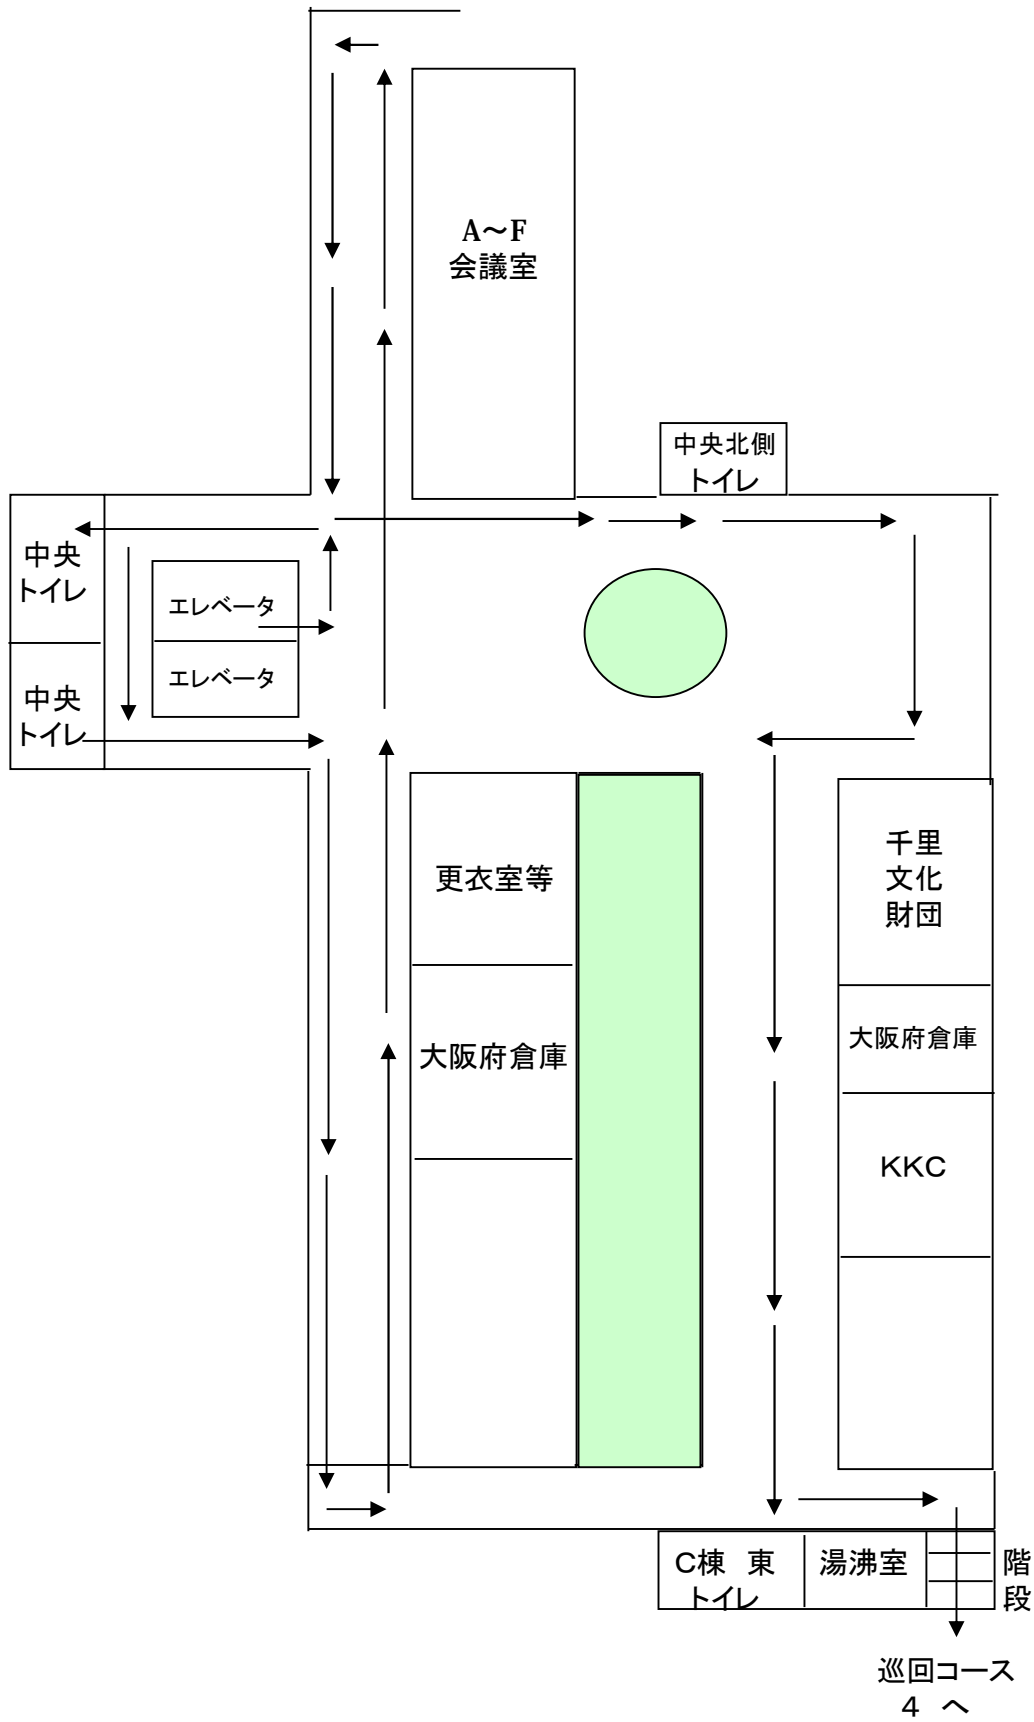 A～F
会議室
中央北側
トイレ
中央
トイレ
エレベータ
エレベータ
中央
トイレ
更衣室等
千里
文化
財団
大阪府倉庫
大阪府倉庫
KKC
C棟　東
トイレ
湯沸室
階
段
巡回コース
４　へ